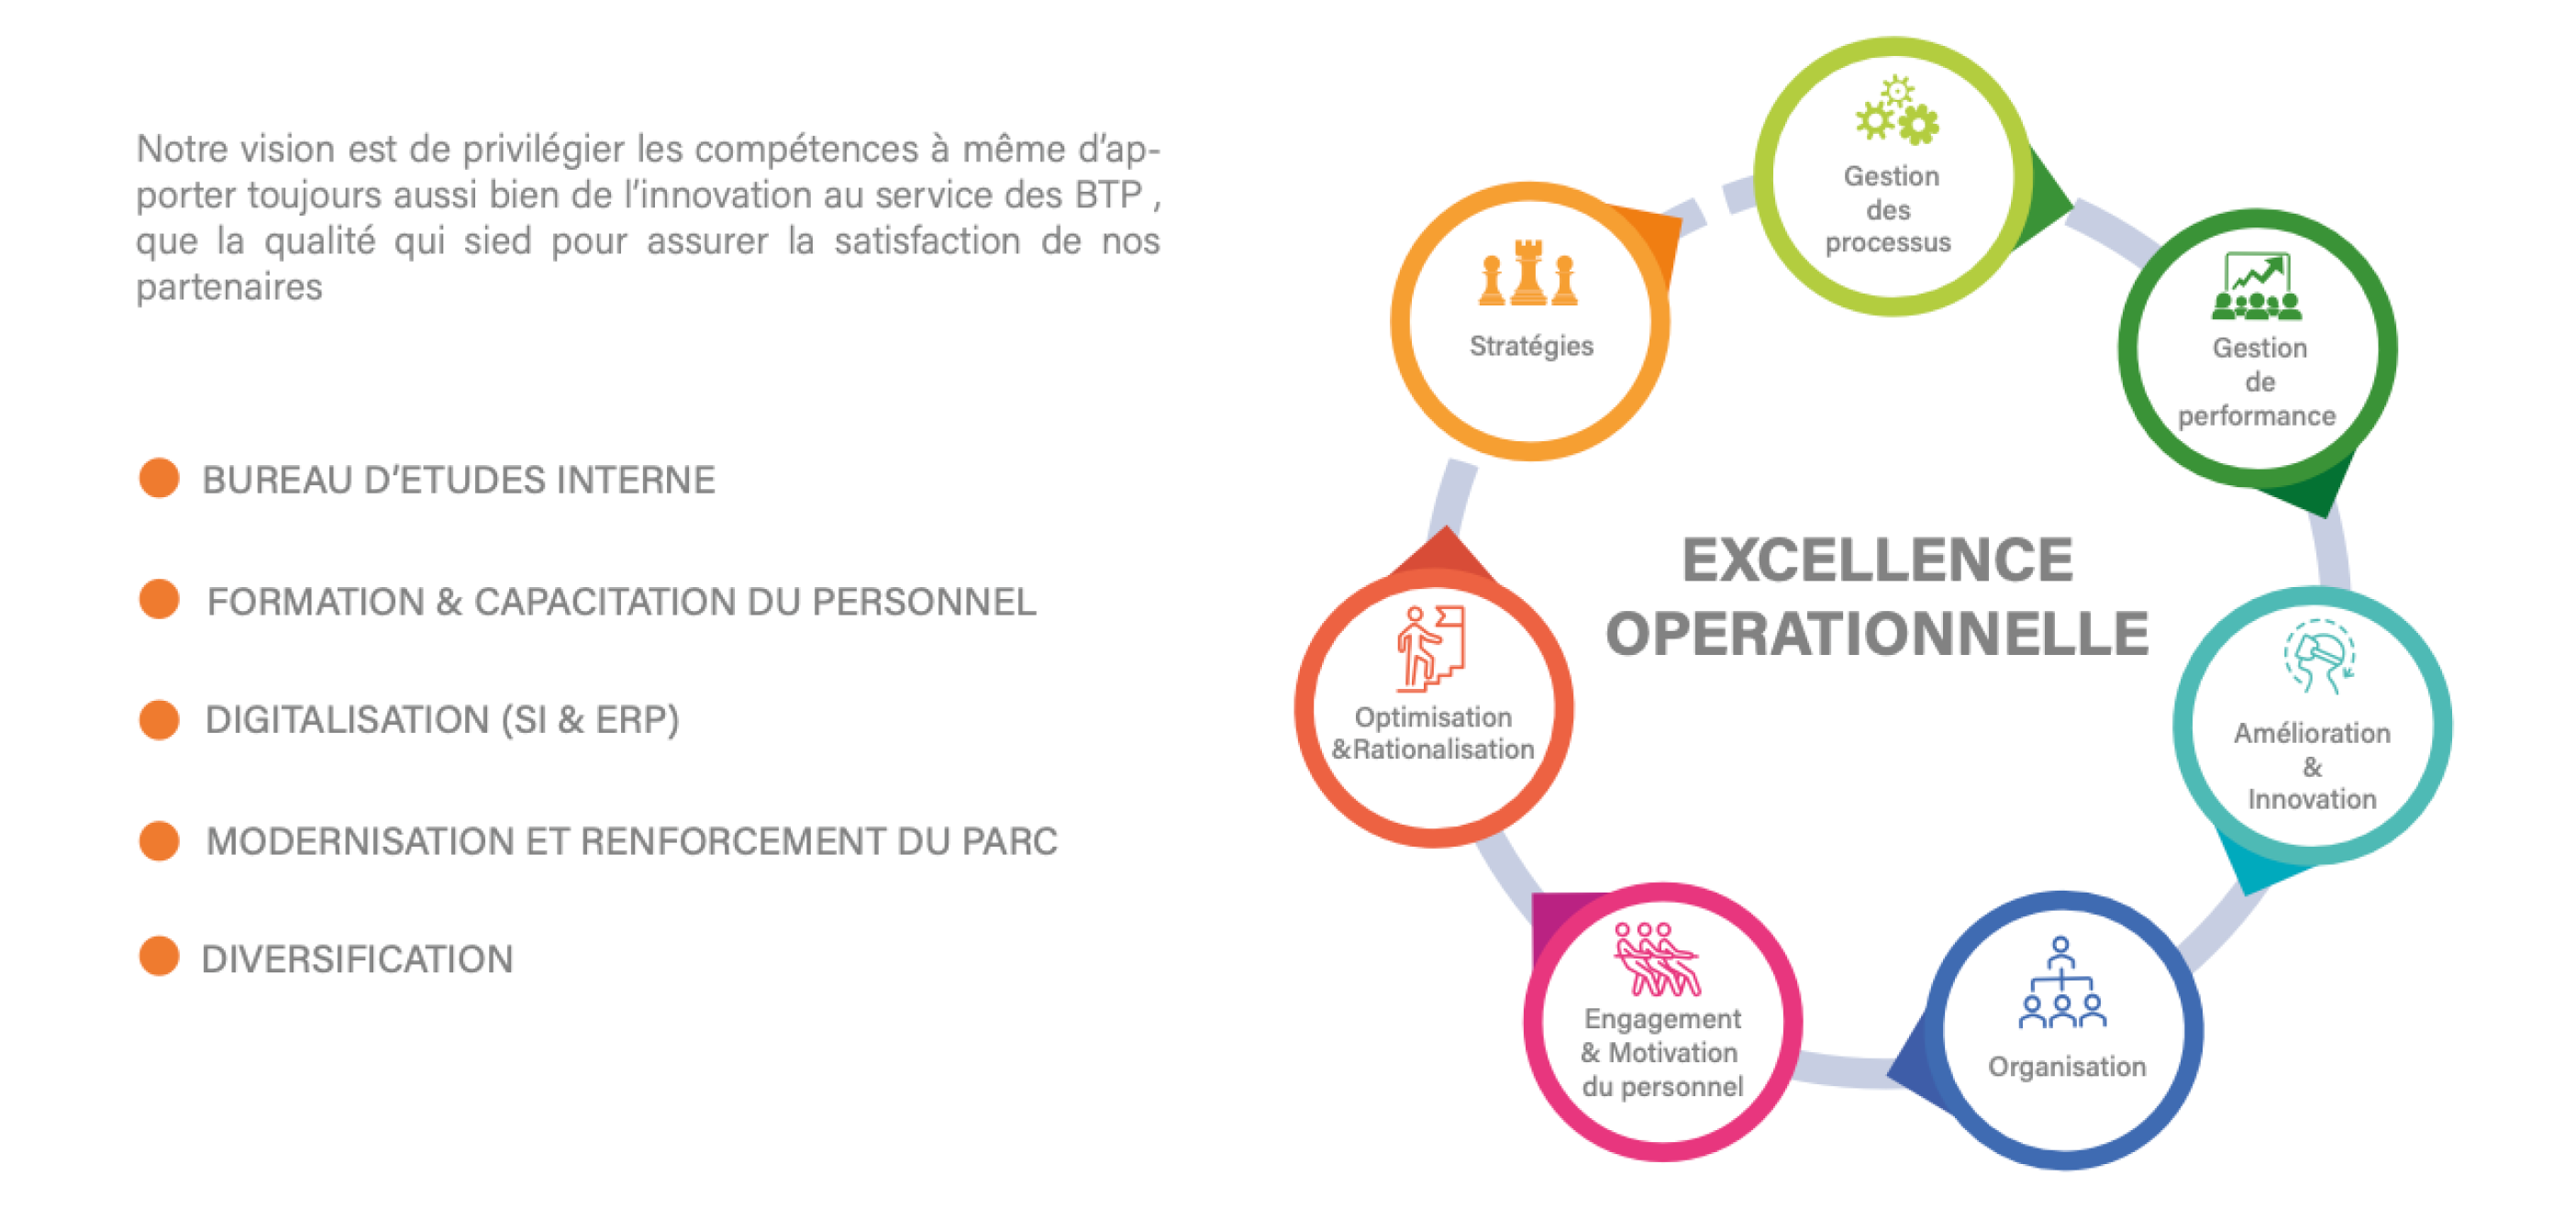 Notre vision est de privilégier les compétences à même d'ap-
porter toujours aussi bien de l'innovation au service des BTP ,
que la qualité qui sied pour assurer la satisfaction de nos
partenaires
BUREAU D'ETUDES INTERNE
FORMATION & CAPACITATION DU PERSONNEL
DIGITALISATION (SI & ERP)
MODERNISATION ET RENFORCEMENT DU PARC
DIVERSIFICATION
EXCELLENCE
OPERATIONNELLE
Gestion
des
processus
Gestion
de
performance
Amélioration
&
Innovation
Organisation
Engagement
& Motivation
du personnel
Optimisation
&Rationalisation
Stratégies